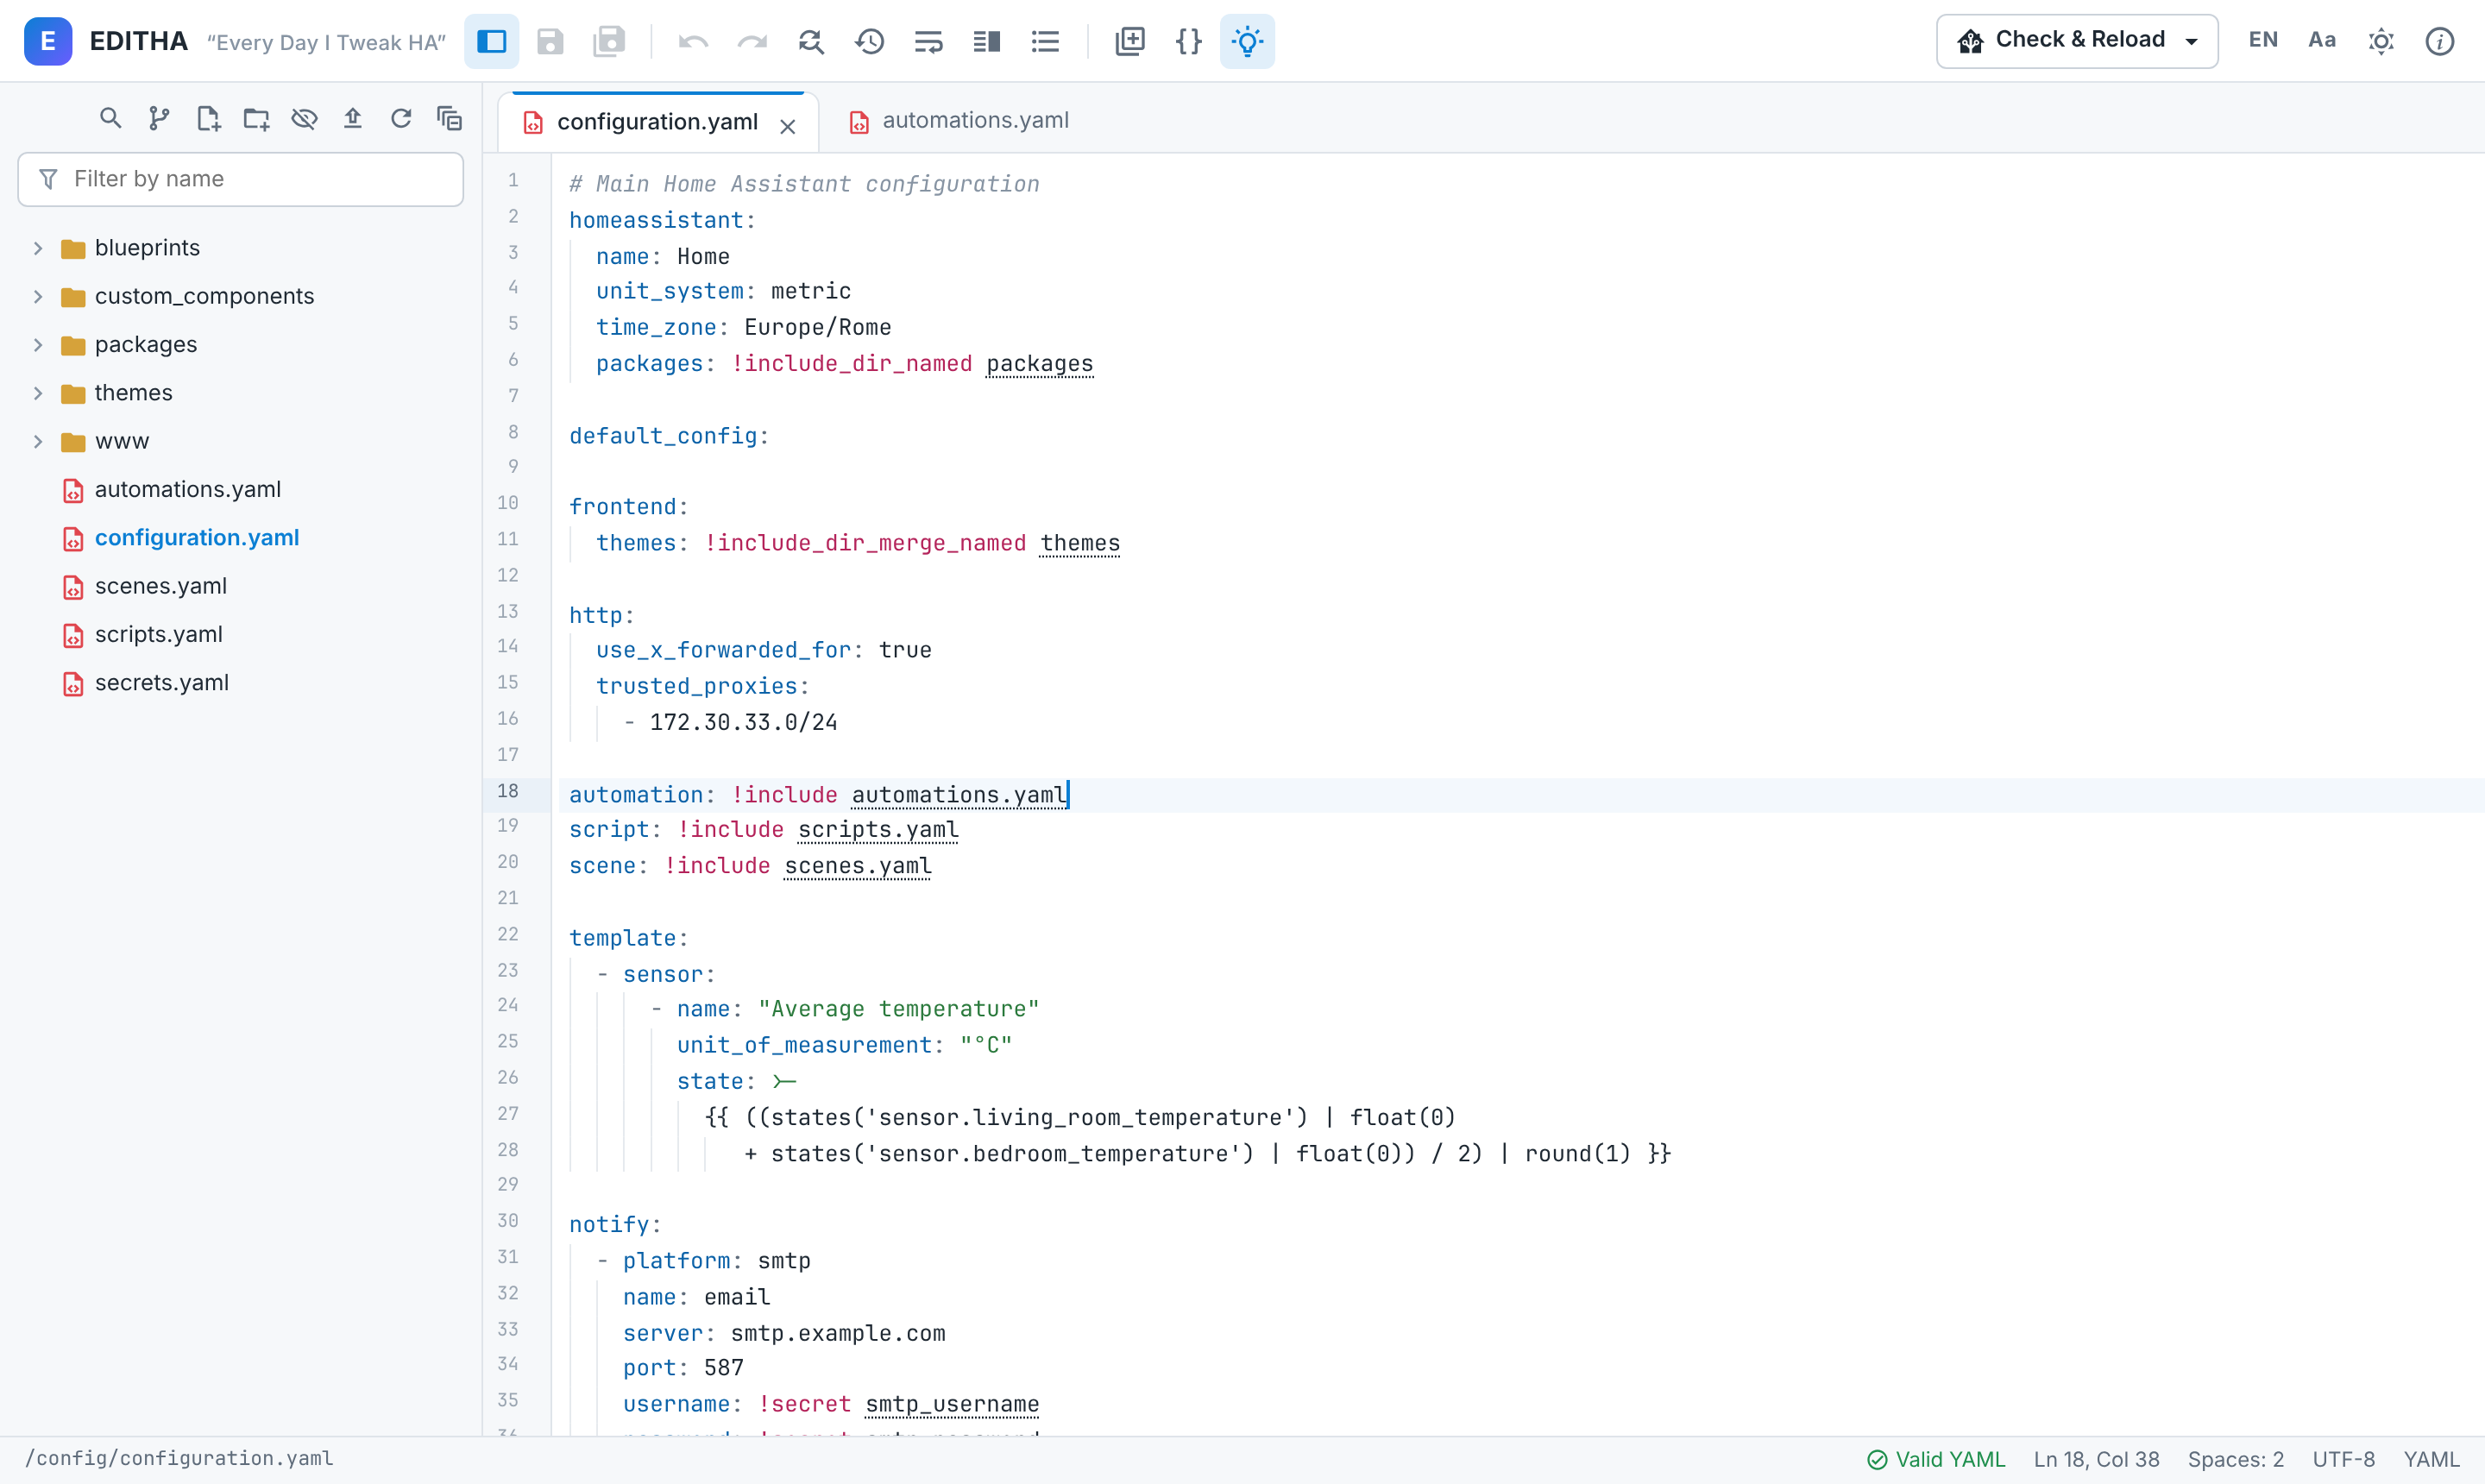 E EDITHA “Every Day I Tweak HA” Check & Reload EN Aa
Filter by name
blueprints
custom_components
packages
themes
www
automations.yaml
configuration.yaml
scenes.yaml
scripts.yaml
secrets.yaml
configuration.yaml automations.yaml
1 # Main Home Assistant configuration
2 homeassistant:
3   name: Home
4   unit_system: metric
5   time_zone: Europe/Rome
6   packages: !include_dir_named packages
7
8 default_config:
9
10 frontend:
11   themes: !include_dir_merge_named themes
12
13 http:
14   use_x_forwarded_for: true
15   trusted_proxies:
16     - 172.30.33.0/24
17
18 automation: !include automations.yaml
19 script: !include scripts.yaml
20 scene: !include scenes.yaml
21
22 template:
23   - sensor:
24       - name: "Average temperature"
25         unit_of_measurement: "°C"
26         state: >-
27           {{ ((states('sensor.living_room_temperature') | float(0)
28              + states('sensor.bedroom_temperature') | float(0)) / 2) | round(1) }}
29
30 notify:
31   - platform: smtp
32     name: email
33     server: smtp.example.com
34     port: 587
35     username: !secret smtp_username
/config/configuration.yaml Valid YAML Ln 18, Col 38 Spaces: 2 UTF-8 YAML